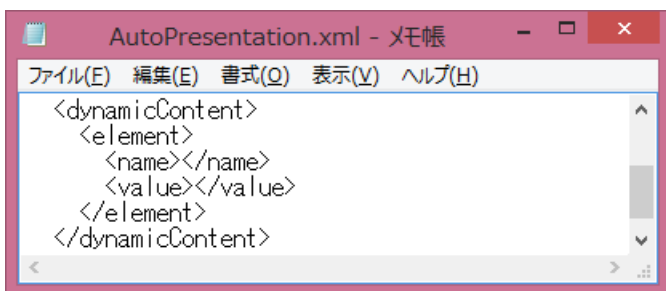 AutoPresentation.xml - メモ帳
ファイル(F) 編集(E) 書式(O) 表示(V) ヘルプ(H)
<dynamicContent>
<element>
<name></name>
<value></value>
</element>
</dynamicContent>